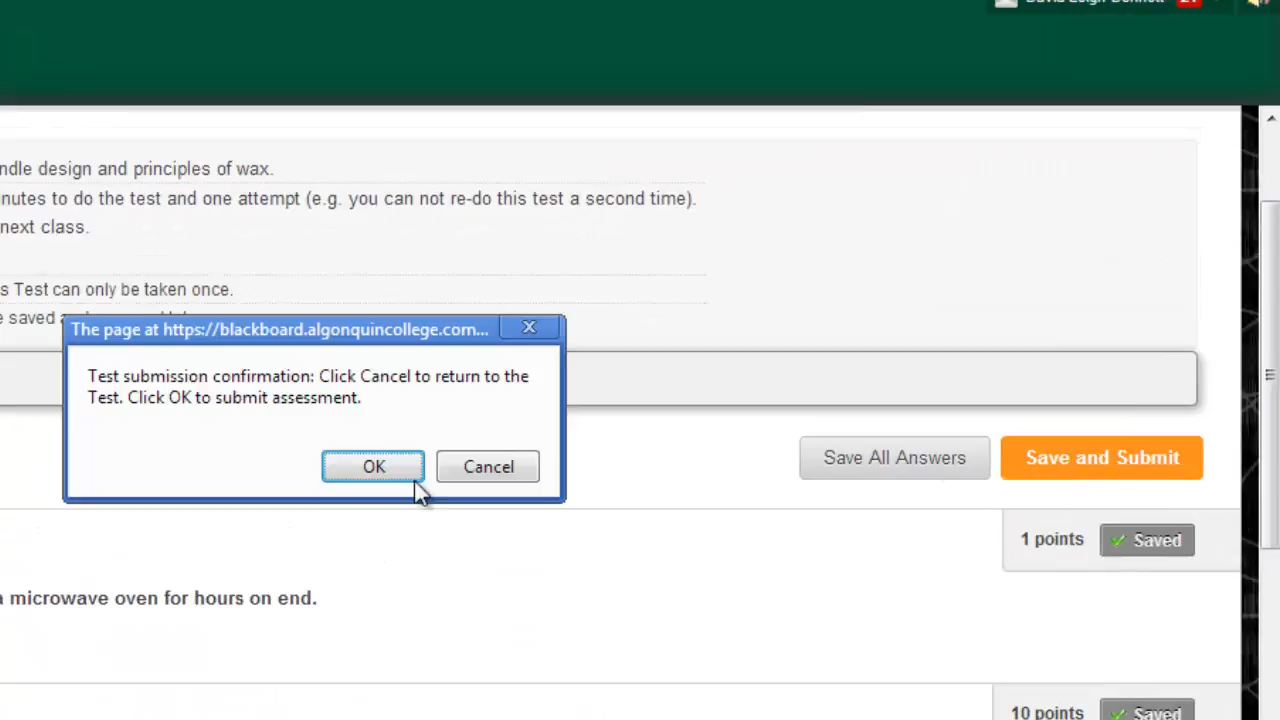 ndle design and principles of wax.
nutes to do the test and one attempt (e.g. you can not re-do this test a second time).
next class.
s Test can only be taken once.
e saved
The page at https://blackboard.algonquincollege.com...
Test submission confirmation: Click Cancel to return to the
Test. Click OK to submit assessment.
OK Cancel
Save All Answers Save and Submit
1 points Saved
a microwave oven for hours on end.
10 points Saved